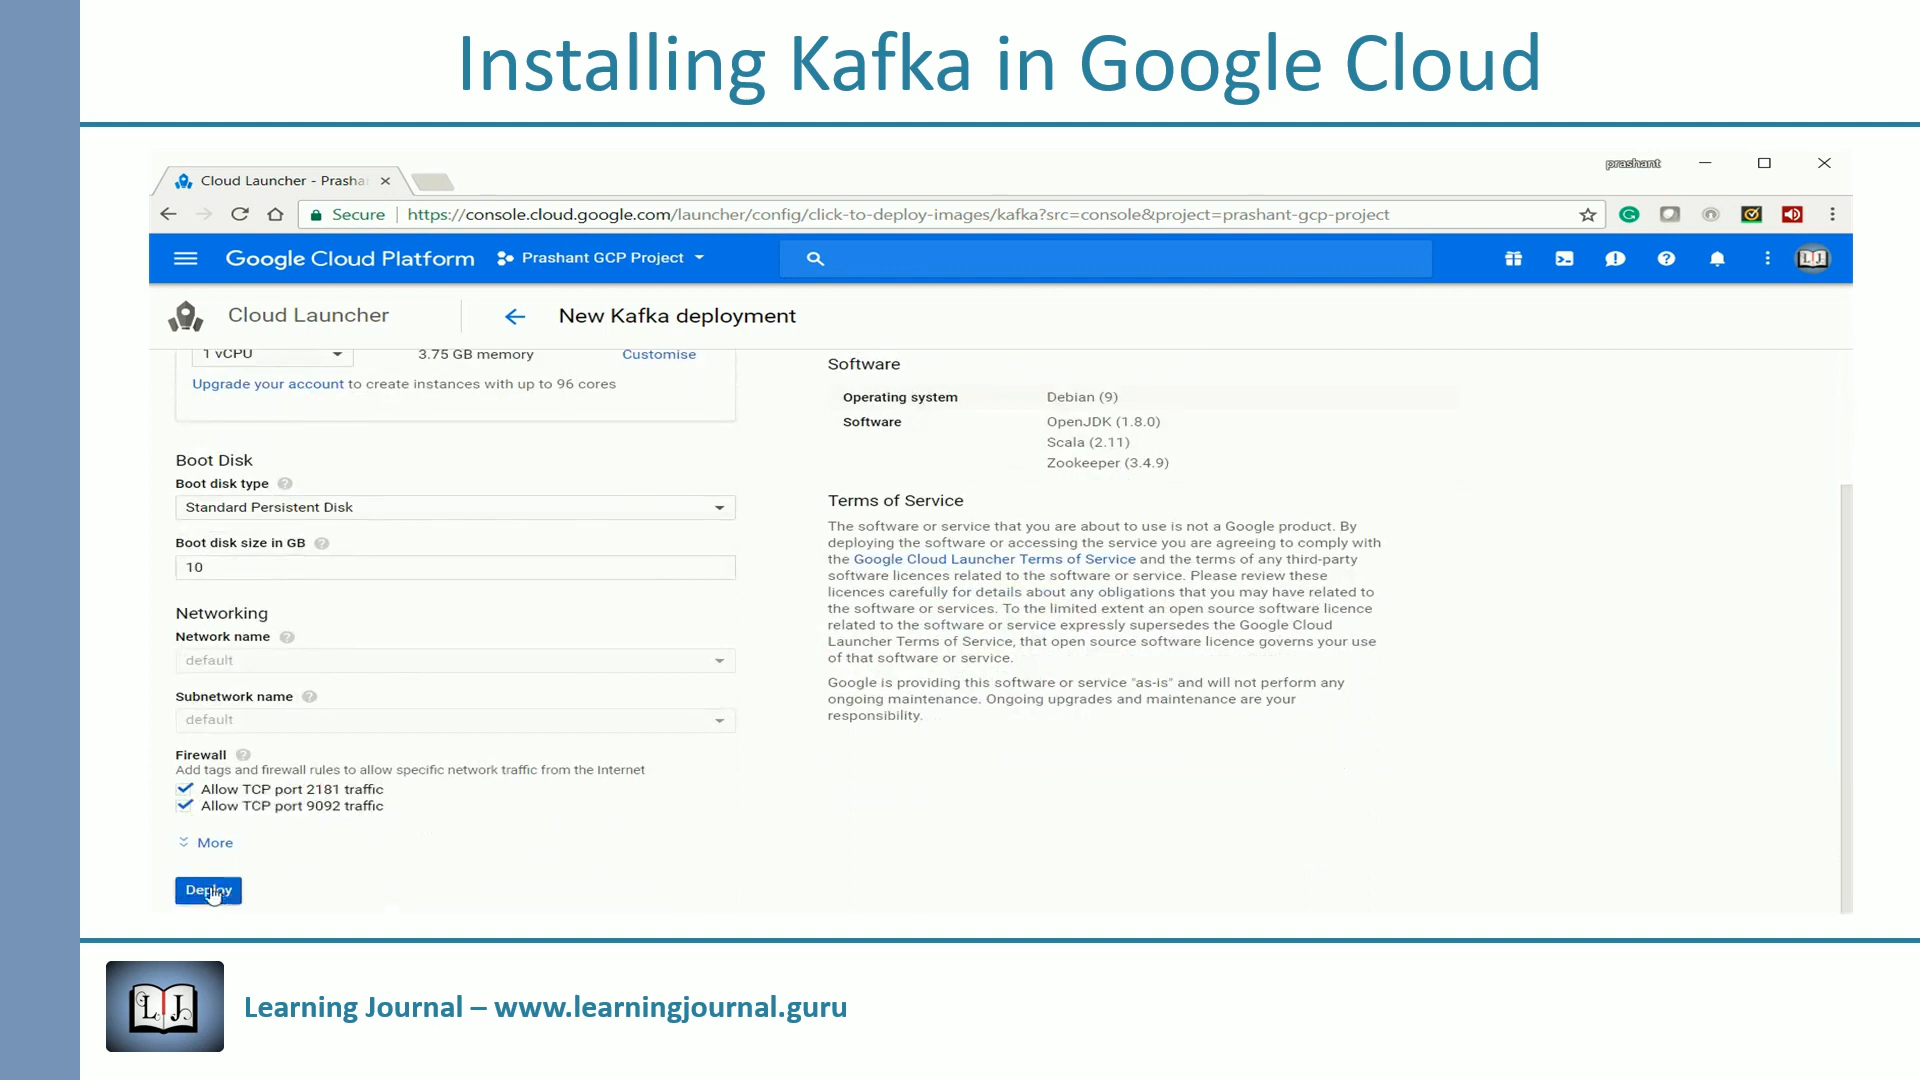 Installing Kafka in Google Cloud
prashant
Cloud Launcher - Prasha
Secure
https://console.cloud.google.com/launcher/config/click-to-deploy-images/kafka?src=console&project=prashant-gcp-project
Google Cloud Platform
Prashant GCP Project
Cloud Launcher
New Kafka deployment
1 vCPU
3.75 GB memory
Customise
Upgrade your account to create instances with up to 96 cores
Boot Disk
Boot disk type
Standard Persistent Disk
Boot disk size in GB
10
Networking
Network name
default
Subnetwork name
default
Firewall
Add tags and firewall rules to allow specific network traffic from the Internet
Allow TCP port 2181 traffic
Allow TCP port 9092 traffic
More
Deploy
Software
Operating system
Debian (9)
Software
OpenJDK (1.8.0)
Scala (2.11)
Zookeeper (3.4.9)
Terms of Service
The software or service that you are about to use is not a Google product. By
deploying the software or accessing the service you are agreeing to comply with
the Google Cloud Launcher Terms of Service and the terms of any third-party
software licences related to the software or service. Please review these
licences carefully for details about any obligations that you may have related to
the software or services. To the limited extent an open source software licence
related to the software or service expressly supersedes the Google Cloud
Launcher Terms of Service, that open source software licence governs your use
of that software or service.
Google is providing this software or service "as-is" and will not perform any
ongoing maintenance. Ongoing upgrades and maintenance are your
responsibility.
LJ
Learning Journal – www.learningjournal.guru